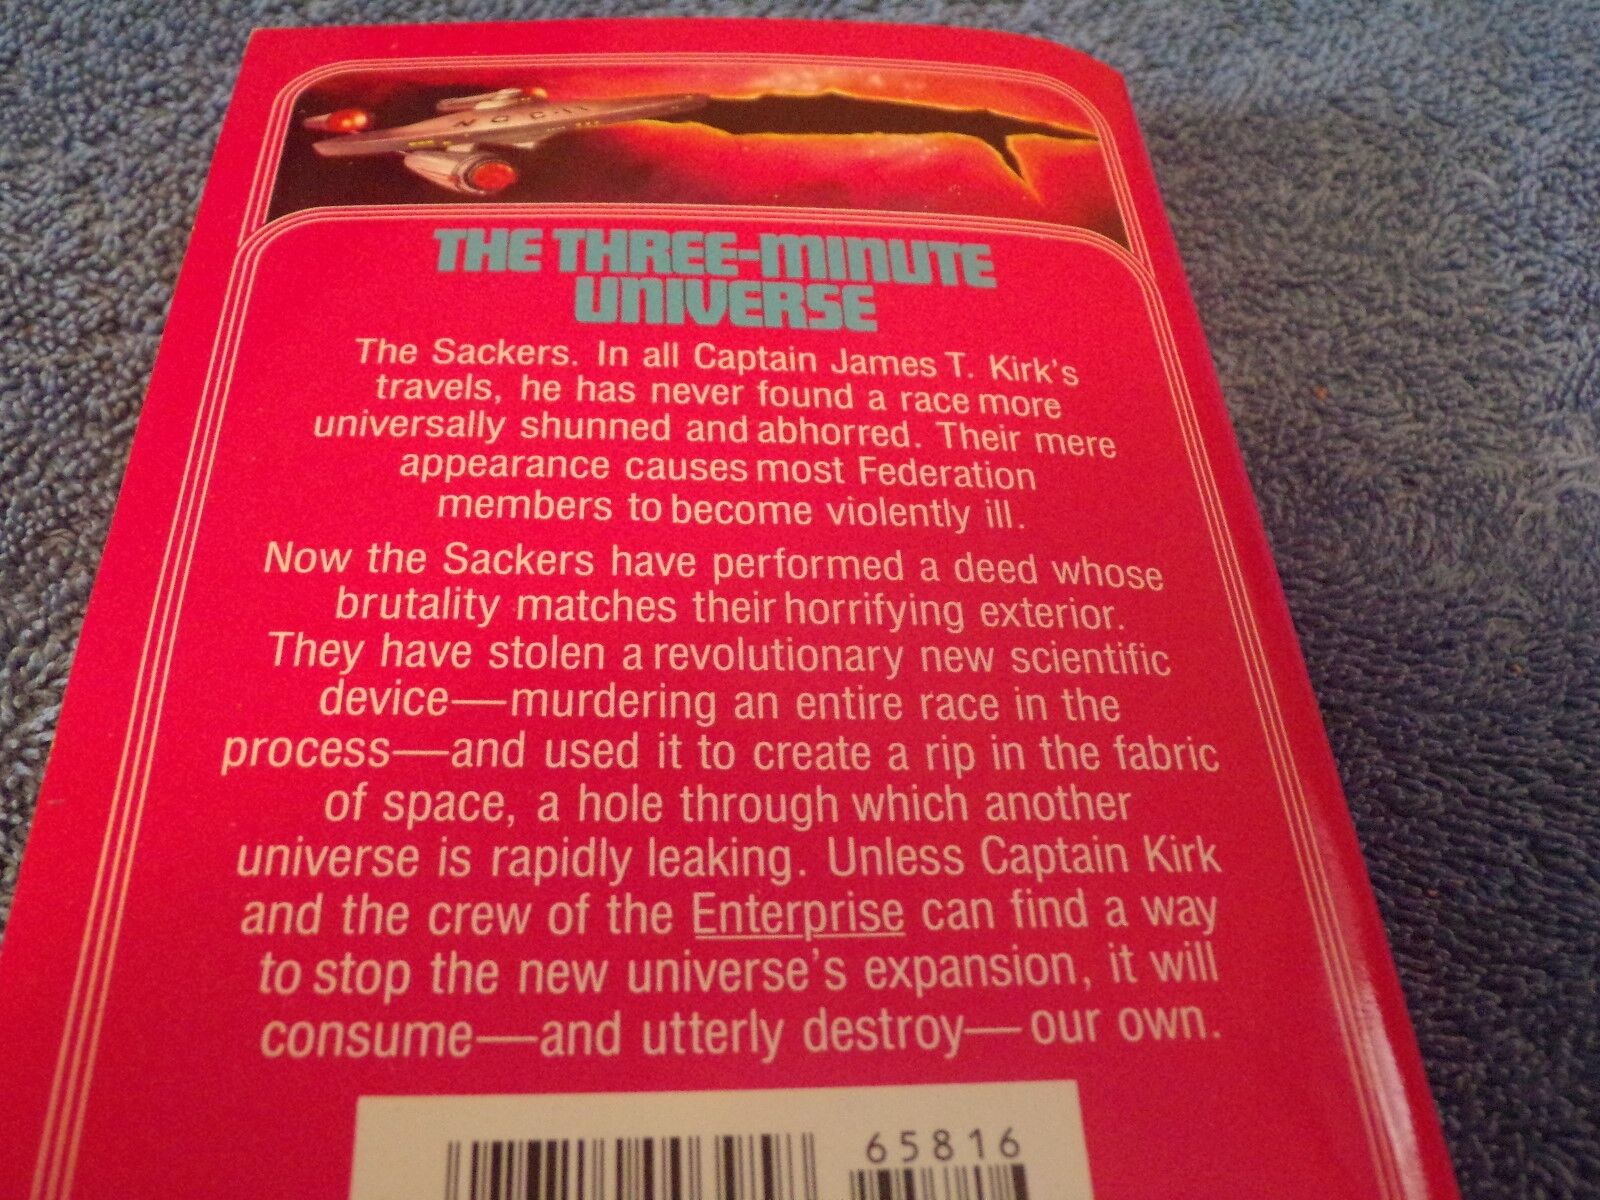 NCC-1
THE THREE-MINUTE
UNIVERSE
The Sackers. In all Captain James T. Kirk's
travels, he has never found a race more
universally shunned and abhorred. Their mere
appearance causes most Federation
members to become violently ill.
Now the Sackers have performed a deed whose
brutality matches their horrifying exterior.
They have stolen a revolutionary new scientific
device—murdering an entire race in the
process—and used it to create a rip in the fabric
of space, a hole through which another
universe is rapidly leaking. Unless Captain Kirk
and the crew of the Enterprise can find a way
to stop the new universe's expansion, it will
consume—and utterly destroy—our own.
65816